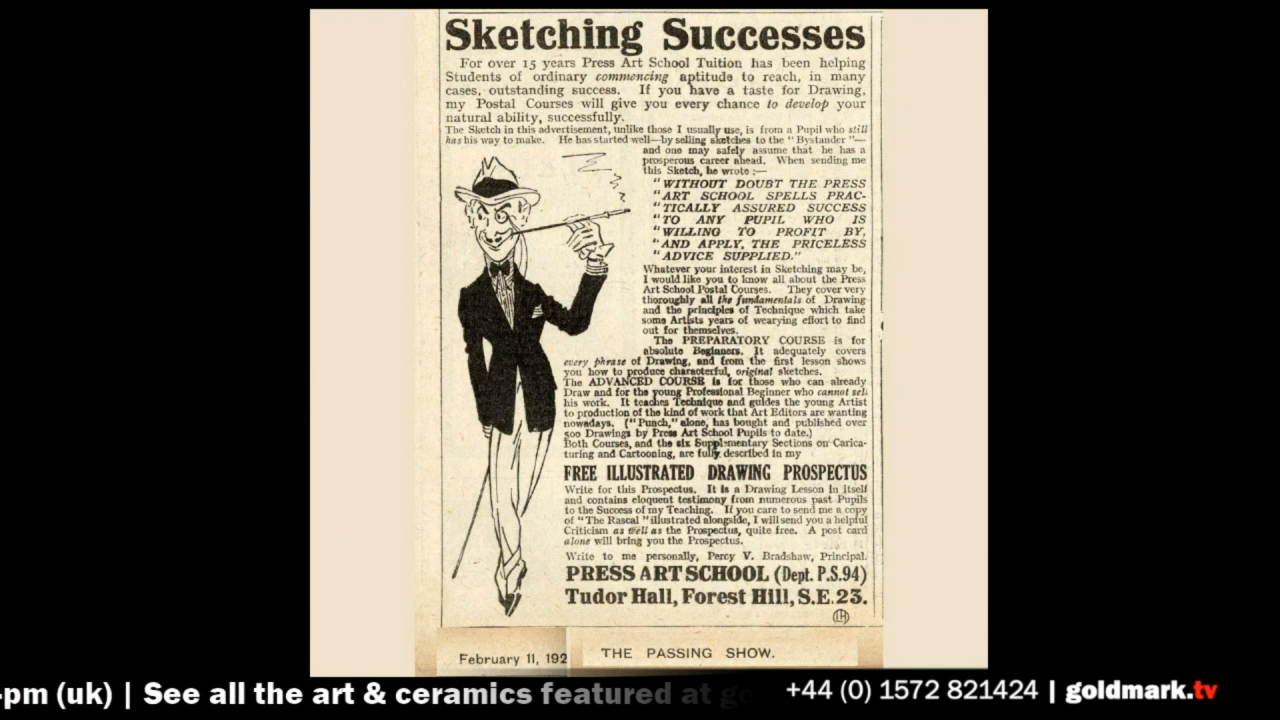 Sketching Successes
For over 15 years Press Art School Tuition has been helping
Students of ordinary commencing aptitude to reach, in many
cases, outstanding success. If you have a taste for Drawing,
my Postal Courses will give you every chance to develop your
natural ability, successfully.
The Sketch in this advertisement, unlike those I usually use, is from a Pupil who still
has his way to make. He has started well—by selling sketches to the "Bystander"—
and one may safely assume that he has a
prosperous career ahead. When sending me
this Sketch, he wrote :—
"WITHOUT DOUBT THE PRESS
"ART SCHOOL SPELLS PRAC-
"TICALLY ASSURED SUCCESS
"TO ANY PUPIL WHO IS
"WILLING TO PROFIT BY,
"AND APPLY, THE PRICELESS
"ADVICE SUPPLIED."
Whatever your interest in Sketching may be,
I would like you to know all about the Press
Art School Postal Courses. They cover very
thoroughly all the fundamentals of Drawing
and the principles of Technique which take
some Artists years of wearying effort to find
out for themselves.
The PREPARATORY COURSE is for
absolute Beginners. It adequately covers
every phrase of Drawing, and from the first lesson shows
you how to produce characterful, original sketches.
The ADVANCED COURSE is for those who can already
Draw and for the young Professional Beginner who cannot sell
his work. It teaches Technique and guides the young Artist
to production of the kind of work that Art Editors are wanting
nowadays. ("Punch," alone, has bought and published over
500 Drawings by Press Art School Pupils to date.)
Both Courses, and the six Supplementary Sections on Carica-
turing and Cartooning, are fully described in my
FREE ILLUSTRATED DRAWING PROSPECTUS
Write for this Prospectus. It is a Drawing Lesson in itself
and contains eloquent testimony from numerous past Pupils
to the Success of my Teaching. If you care to send me a copy
of "The Rascal" illustrated alongside, I will send you a helpful
Criticism as well as the Prospectus, quite free. A post card
alone will bring you the Prospectus.
Write to me personally, Percy V. Bradshaw, Principal.
PRESS ART SCHOOL (Dept. P.S.94)
Tudor Hall, Forest Hill, S.E.23.
LH
February 11, 192
THE PASSING SHOW.
-pm (uk) | See all the art & ceramics featured at go
+44 (0) 1572 821424 | goldmark.tv